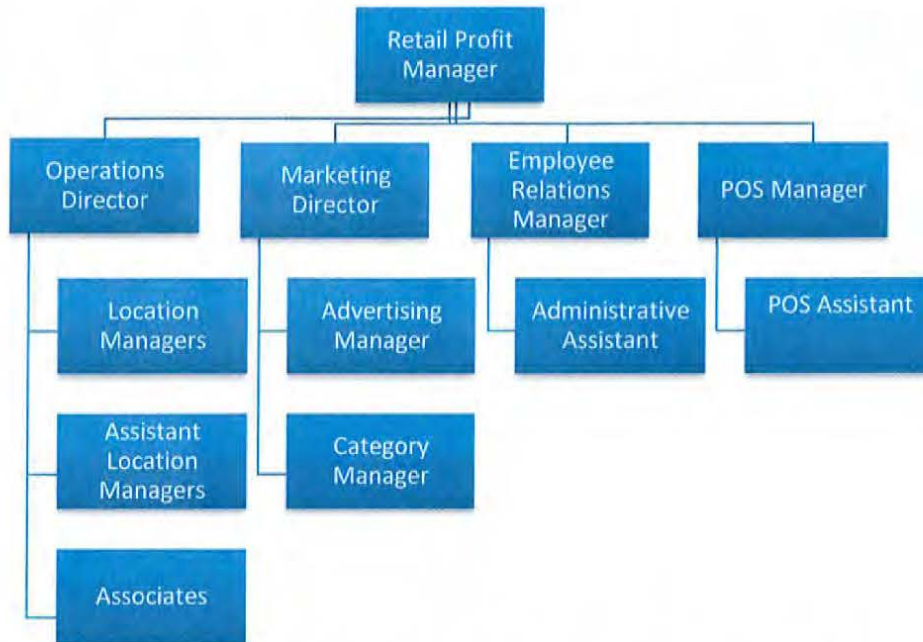 Retail Profit
Manager
Operations
Director
Marketing
Director
Employee
Relations
Manager
POS Manager
Location
Managers
Advertising
Manager
Administrative
Assistant
POS Assistant
Assistant
Location
Managers
Category
Manager
Associates